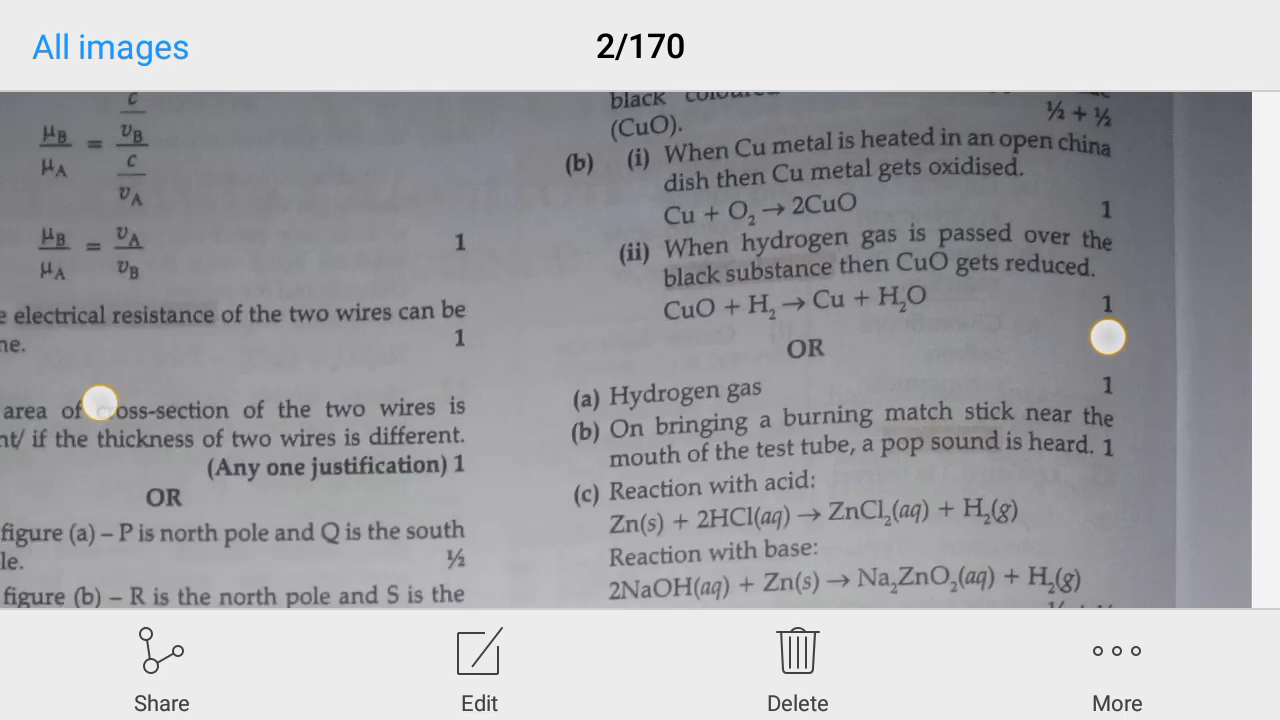 All images
2/170
c
μB = vB
μA c
vA
μB = vA 1
μA vB
electrical resistance of the two wires can be
1
area of cross-section of the two wires is
if the thickness of two wires is different.
(Any one justification) 1
OR
figure (a) – P is north pole and Q is the south
½
figure (b) – R is the north pole and S is the
black
½ + ½
(CuO).
(b) (i) When Cu metal is heated in an open china
dish then Cu metal gets oxidised.
Cu + O₂ → 2CuO 1
(ii) When hydrogen gas is passed over the
black substance then CuO gets reduced.
CuO + H₂ → Cu + H₂O 1
OR
(a) Hydrogen gas 1
(b) On bringing a burning match stick near the
mouth of the test tube, a pop sound is heard. 1
(c) Reaction with acid:
Zn(s) + 2HCl(aq) → ZnCl₂(aq) + H₂(g)
Reaction with base:
2NaOH(aq) + Zn(s) → Na₂ZnO₂(aq) + H₂(g)
Share
Edit
Delete
More